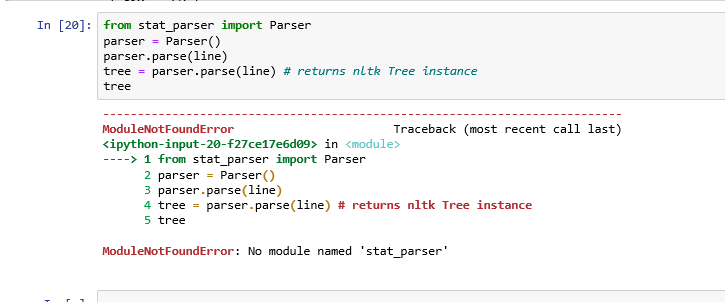 In [20]: from stat_parser import Parser
parser = Parser()
parser.parse(line)
tree = parser.parse(line) # returns nltk Tree instance
tree
---------------------------------------------------------------------------
ModuleNotFoundError                       Traceback (most recent call last)
<ipython-input-20-f27ce17e6d09> in <module>
----> 1 from stat_parser import Parser
      2 parser = Parser()
      3 parser.parse(line)
      4 tree = parser.parse(line) # returns nltk Tree instance
      5 tree
ModuleNotFoundError: No module named 'stat_parser'